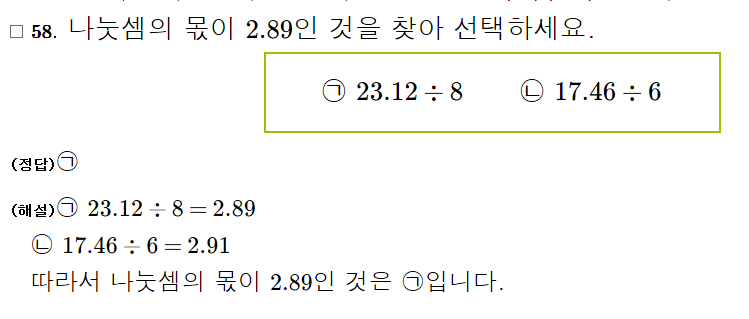 □ 58. 나눗셈의 몫이 2.89인 것을 찾아 선택하세요.
㉠ 23.12 ÷ 8 ㉡ 17.46 ÷ 6
(정답)㉠
(해설)㉠ 23.12 ÷ 8 = 2.89
㉡ 17.46 ÷ 6 = 2.91
따라서 나눗셈의 몫이 2.89인 것은 ㉠입니다.